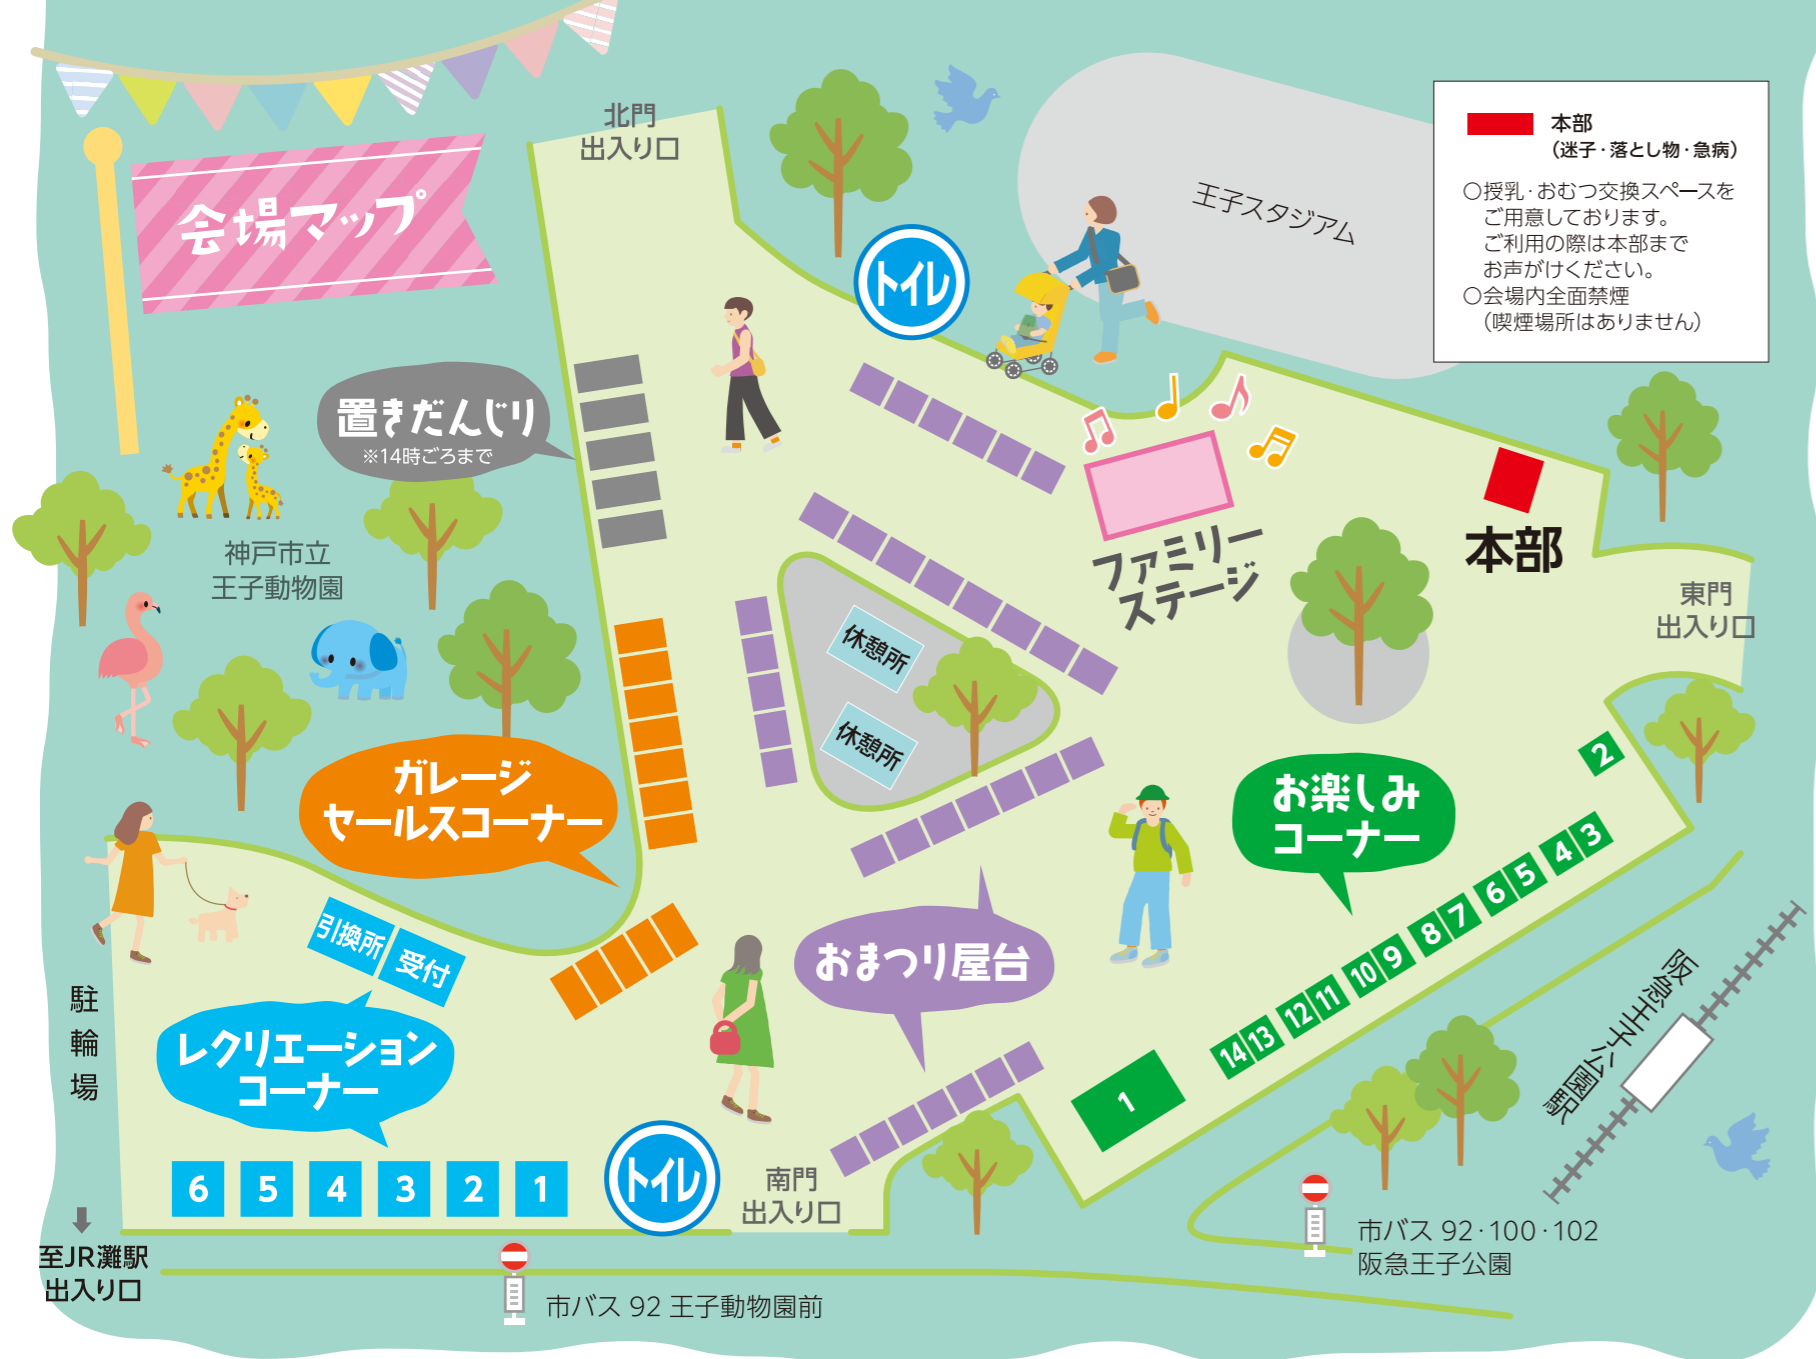 会場マップ
北門
出入り口
トイレ
王子スタジアム
本部
（迷子・落とし物・急病）
○授乳・おむつ交換スペースを
ご用意しております。
ご利用の際は本部まで
お声がけください。
○会場内全面禁煙
（喫煙場所はありません）
置きだんじり
※14時ごろまで
神戸市立
王子動物園
ファミリー
ステージ
本部
東門
出入り口
休憩所
休憩所
ガレージ
セールスコーナー
お楽しみ
コーナー
2
3
4
5
6
7
8
9
10
11
12
13
14
1
おまつり屋台
引換所
受付
レクリエーション
コーナー
6 5 4 3 2 1
トイレ
南門
出入り口
駐輪場
至JR灘駅
出入り口
市バス 92 王子動物園前
阪急王子公園駅
市バス 92・100・102
阪急王子公園